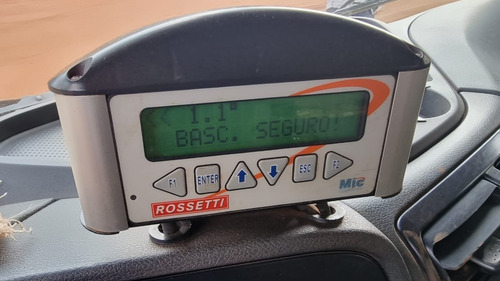 << 1.1°
BASC. SEGURO!
F1 ENTER ESC F2
ROSSETTI Mic